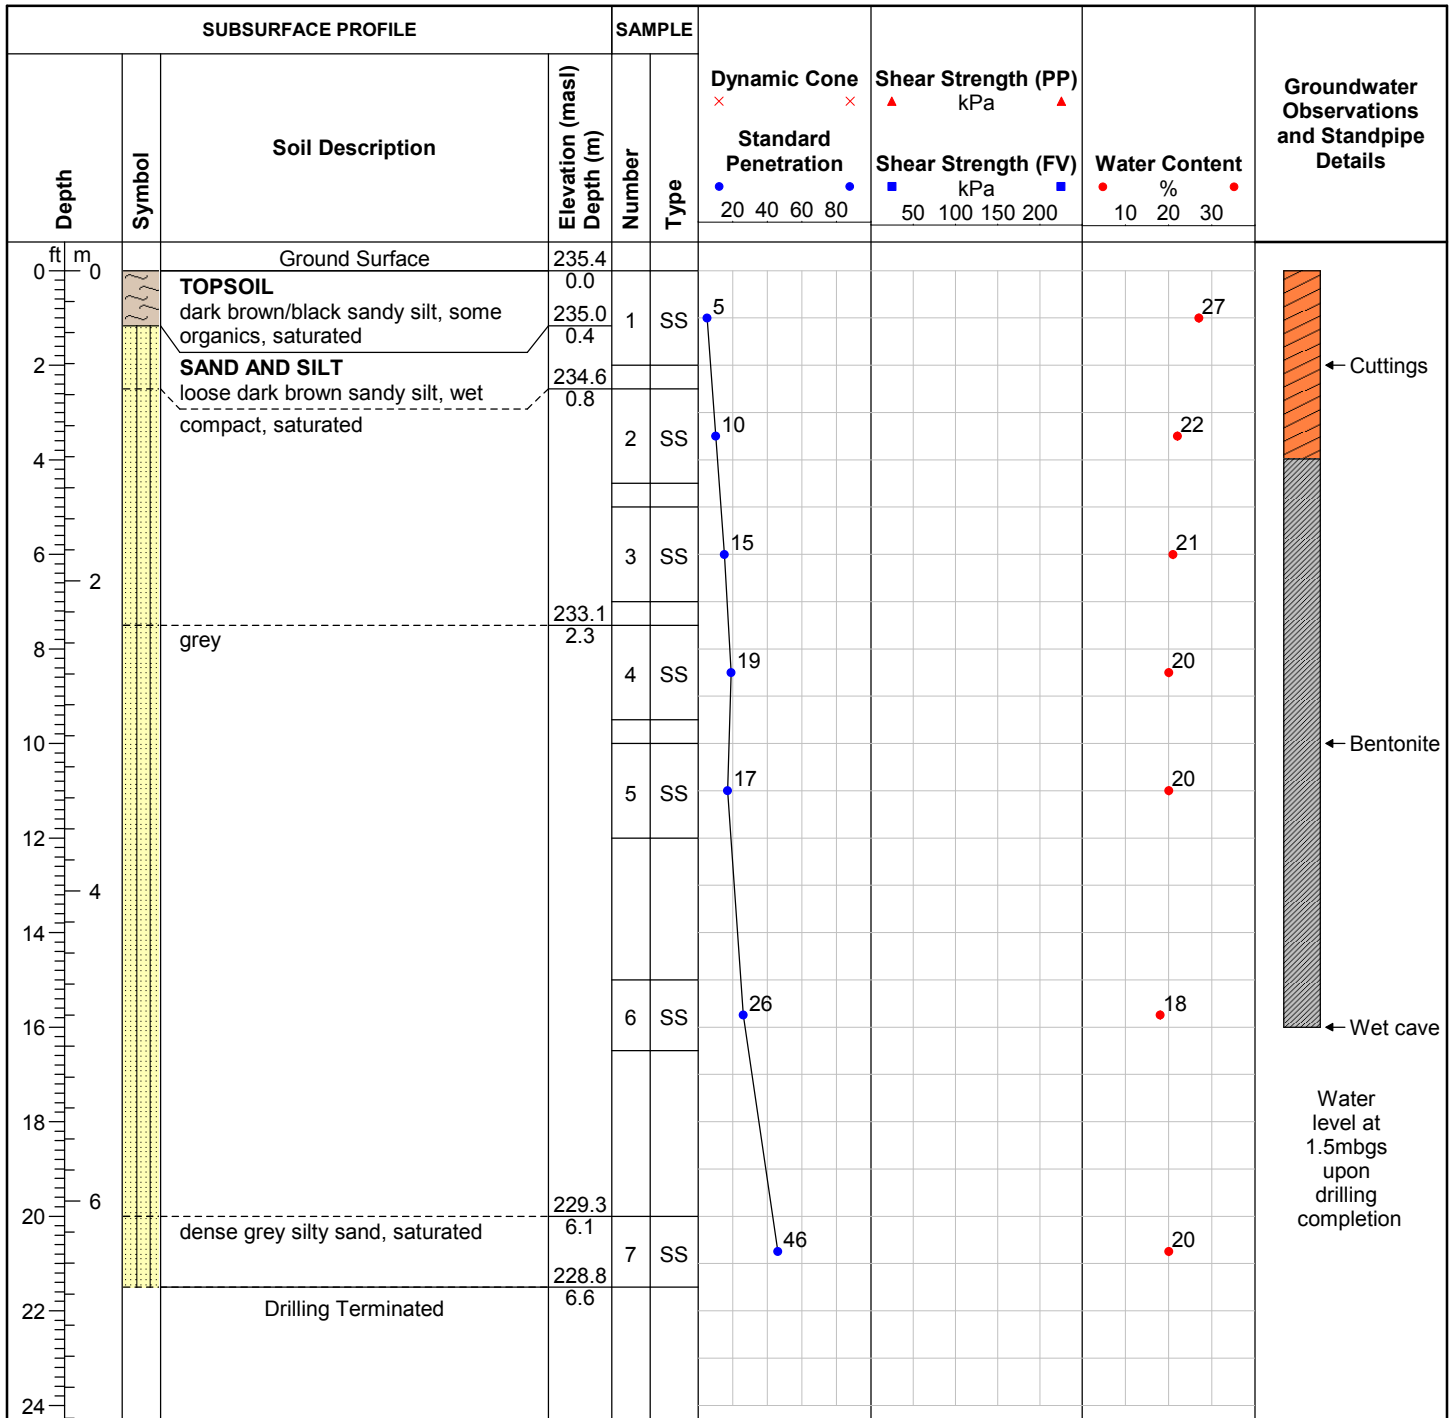 SUBSURFACE PROFILE
SAMPLE
Depth
Symbol
Soil Description
Elevation (masl)
Depth (m)
Number
Type
Dynamic Cone
Standard
Penetration
20 40 60 80
Shear Strength (PP)
kPa
Shear Strength (FV)
kPa
50 100 150 200
Water Content
%
10 20 30
Groundwater
Observations
and Standpipe
Details
ft m
Ground Surface
235.4
0 0
0.0
TOPSOIL
dark brown/black sandy silt, some
organics, saturated
235.0
0.4
1 SS
5
27
2
SAND AND SILT
loose dark brown sandy silt, wet
234.6
0.8
Cuttings
compact, saturated
2 SS
10
22
4
6
3 SS
15
21
2
233.1
2.3
grey
8
4 SS
19
20
10
Bentonite
5 SS
17
20
12
4
14
6 SS
26
18
16
Wet cave
18
Water
level at
1.5mbgs
upon
drilling
completion
6
229.3
20
6.1
dense grey silty sand, saturated
7 SS
46
20
228.8
6.6
22
Drilling Terminated
24